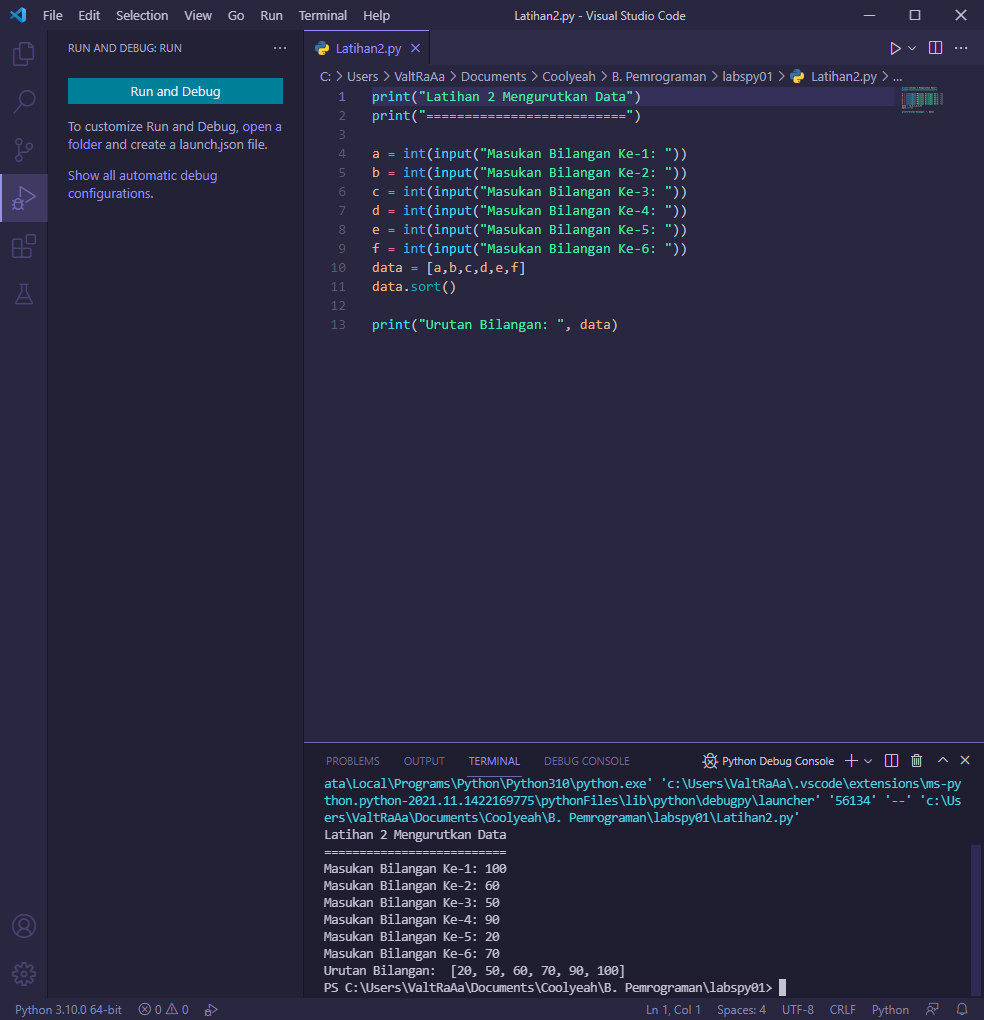 File Edit Selection View Go Run Terminal Help Latihan2.py - Visual Studio Code
RUN AND DEBUG: RUN
Run and Debug
To customize Run and Debug, open a
folder and create a launch.json file.
Show all automatic debug
configurations.
Latihan2.py
C: > Users > ValtRaAa > Documents > Coolyeah > B. Pemrograman > labspy01 > Latihan2.py > ...
1 print("Latihan 2 Mengurutkan Data")
2 print("==========================")
3
4 a = int(input("Masukan Bilangan Ke-1: "))
5 b = int(input("Masukan Bilangan Ke-2: "))
6 c = int(input("Masukan Bilangan Ke-3: "))
7 d = int(input("Masukan Bilangan Ke-4: "))
8 e = int(input("Masukan Bilangan Ke-5: "))
9 f = int(input("Masukan Bilangan Ke-6: "))
10 data = [a,b,c,d,e,f]
11 data.sort()
12
13 print("Urutan Bilangan: ", data)
PROBLEMS OUTPUT TERMINAL DEBUG CONSOLE Python Debug Console
ata\Local\Programs\Python\Python310\python.exe' 'c:\Users\ValtRaAa\.vscode\extensions\ms-py
thon.python-2021.11.1422169775\pythonFiles\lib\python\debugpy\launcher' '56134' '--' 'c:\Us
ers\ValtRaAa\Documents\Coolyeah\B. Pemrograman\labspy01\Latihan2.py'
Latihan 2 Mengurutkan Data
==========================
Masukan Bilangan Ke-1: 100
Masukan Bilangan Ke-2: 60
Masukan Bilangan Ke-3: 50
Masukan Bilangan Ke-4: 90
Masukan Bilangan Ke-5: 20
Masukan Bilangan Ke-6: 70
Urutan Bilangan:  [20, 50, 60, 70, 90, 100]
PS C:\Users\ValtRaAa\Documents\Coolyeah\B. Pemrograman\labspy01>
Python 3.10.0 64-bit 0 0 Ln 1, Col 1 Spaces: 4 UTF-8 CRLF Python